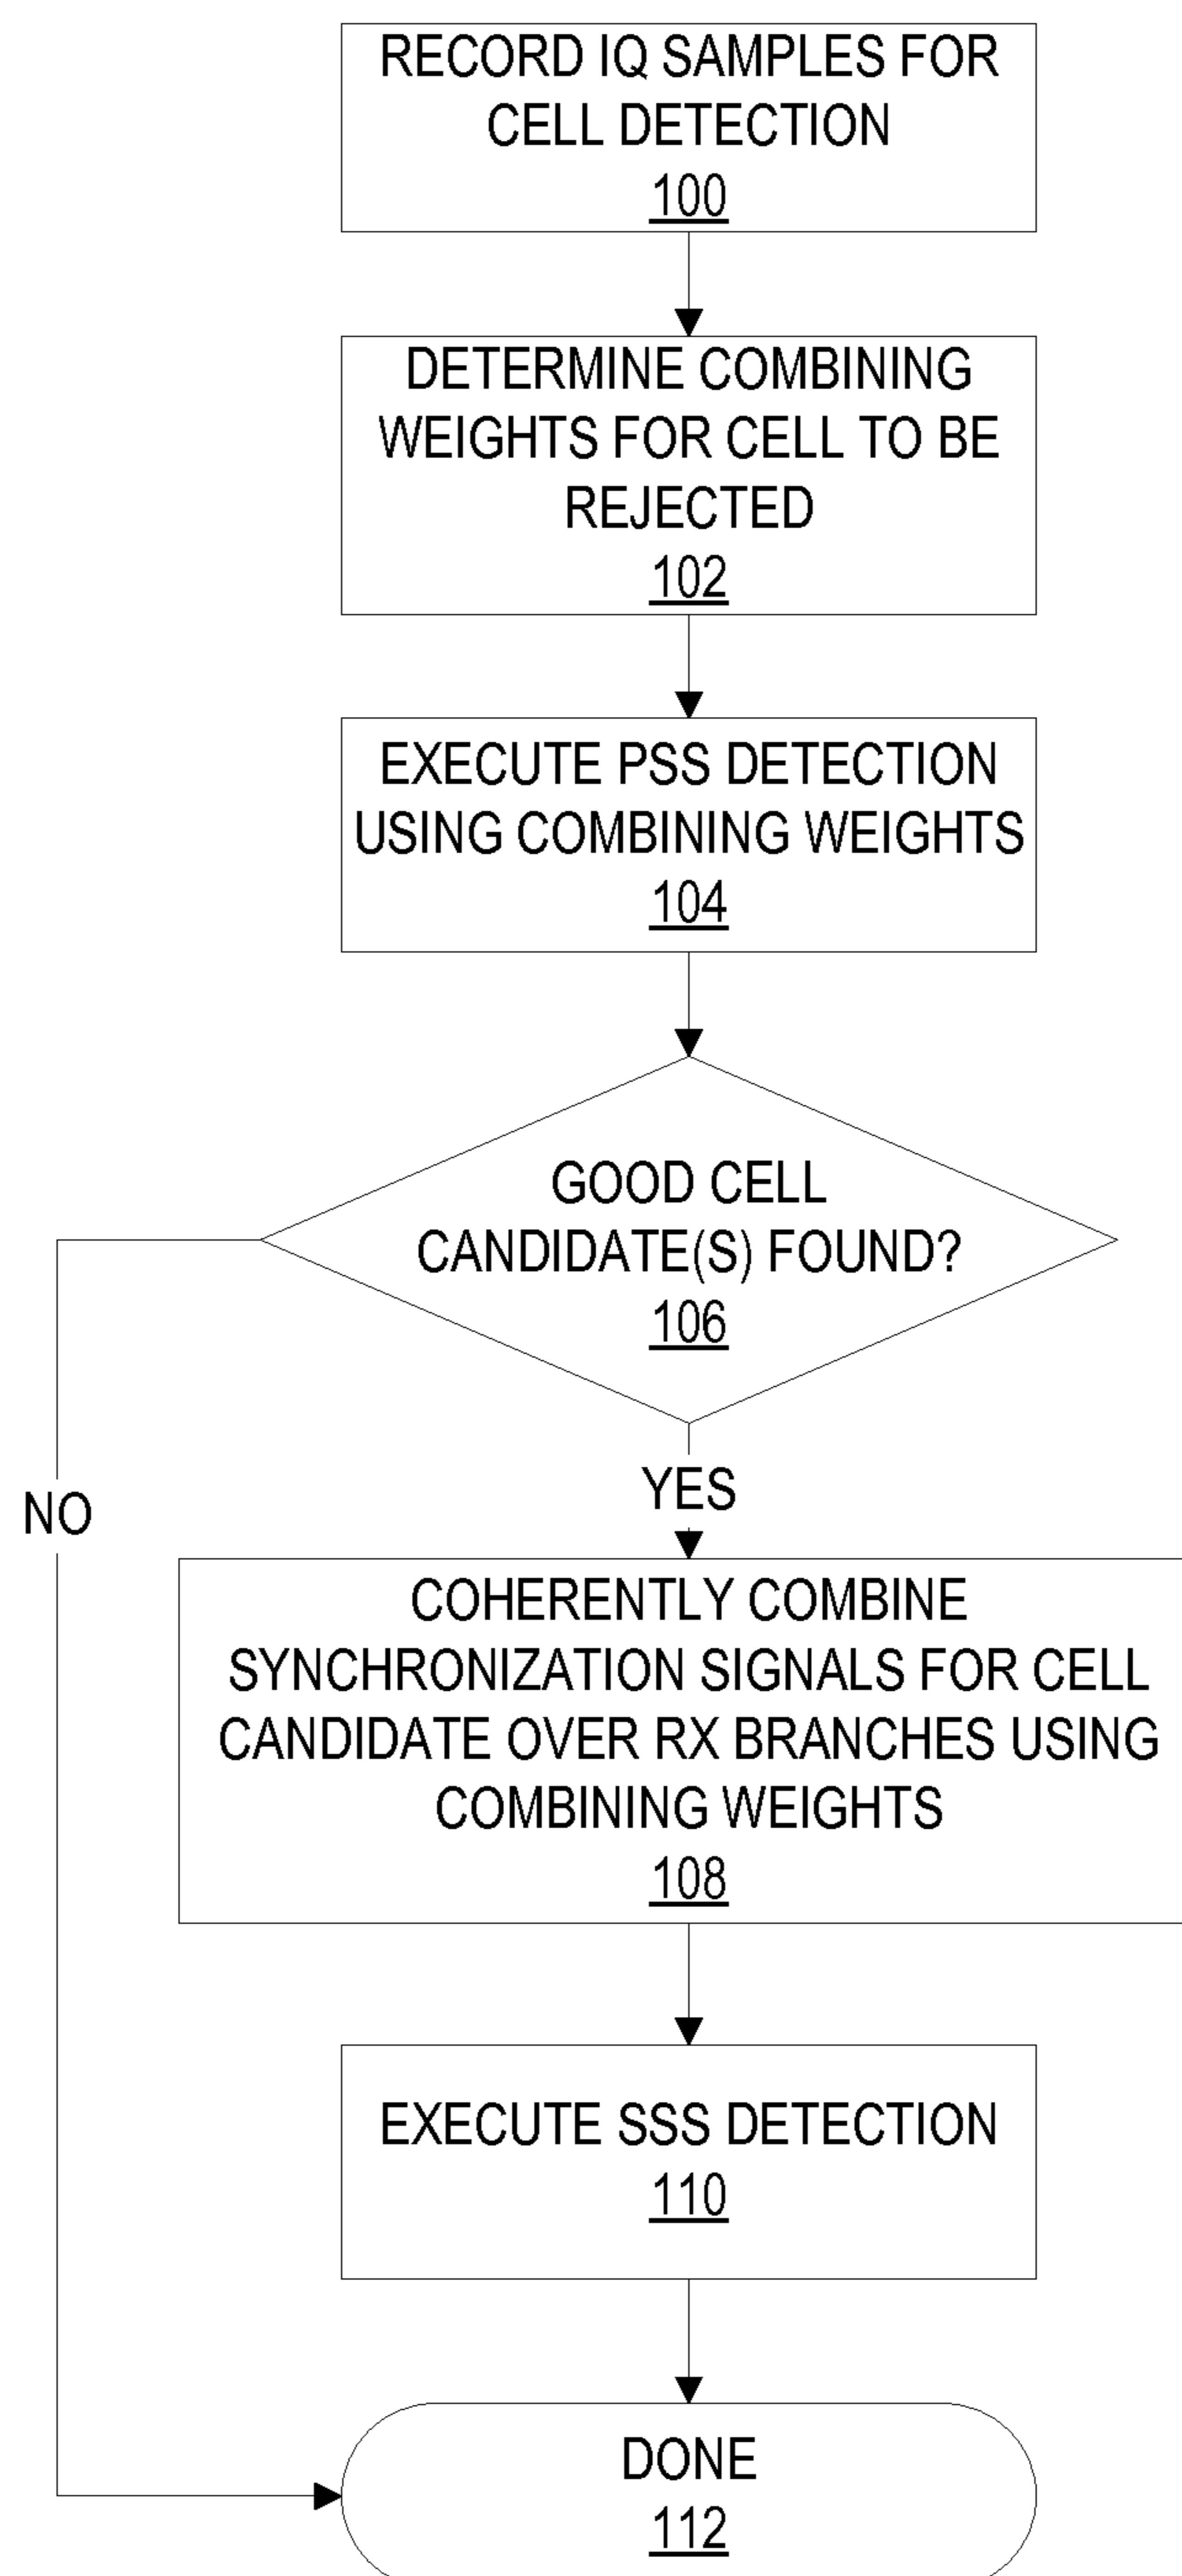 RECORD IQ SAMPLES FOR
CELL DETECTION
100
DETERMINE COMBINING
WEIGHTS FOR CELL TO BE
REJECTED
102
EXECUTE PSS DETECTION
USING COMBINING WEIGHTS
104
GOOD CELL
CANDIDATE(S) FOUND?
106
YES
NO
COHERENTLY COMBINE
SYNCHRONIZATION SIGNALS FOR CELL
CANDIDATE OVER RX BRANCHES USING
COMBINING WEIGHTS
108
EXECUTE SSS DETECTION
110
DONE
112